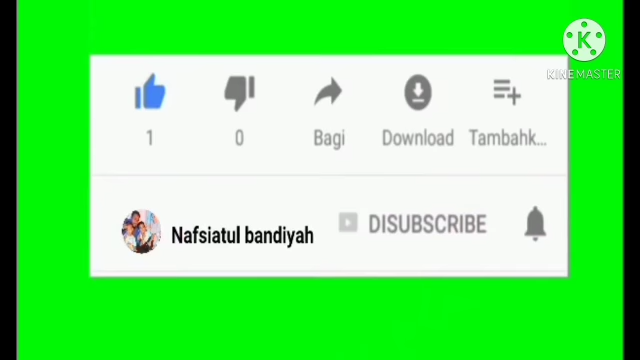 K
KINEMASTER
1 0 Bagi Download Tambahk...
Nafsiatul bandiyah DISUBSCRIBE